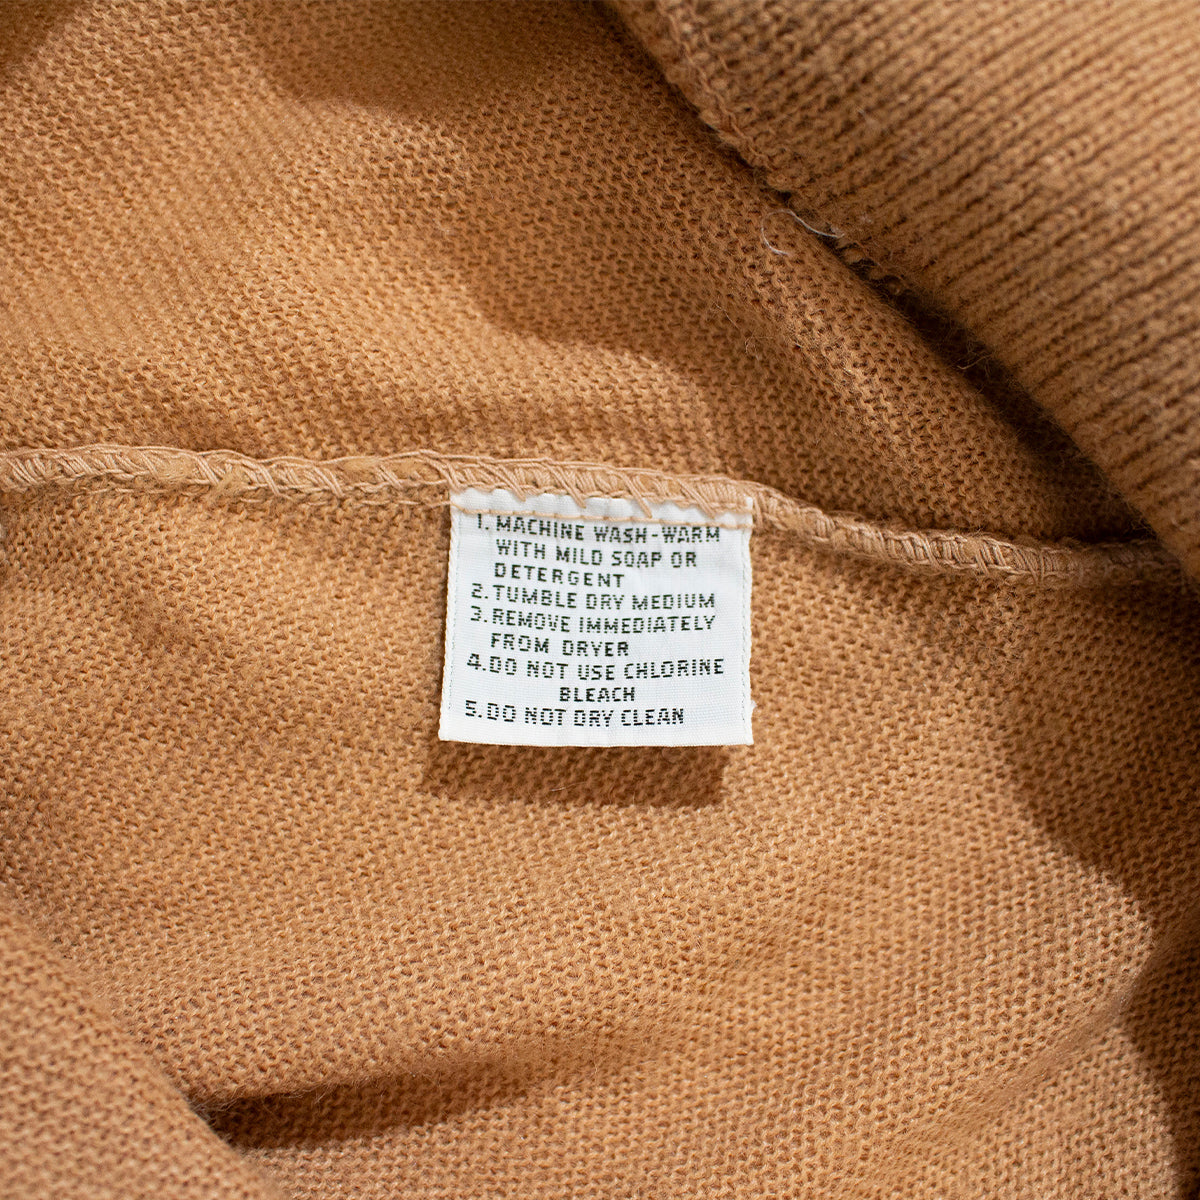 1. MACHINE WASH-WARM
WITH MILD SOAP OR
DETERGENT
2. TUMBLE DRY MEDIUM
3. REMOVE IMMEDIATELY
FROM DRYER
4. DO NOT USE CHLORINE
BLEACH
5. DO NOT DRY CLEAN